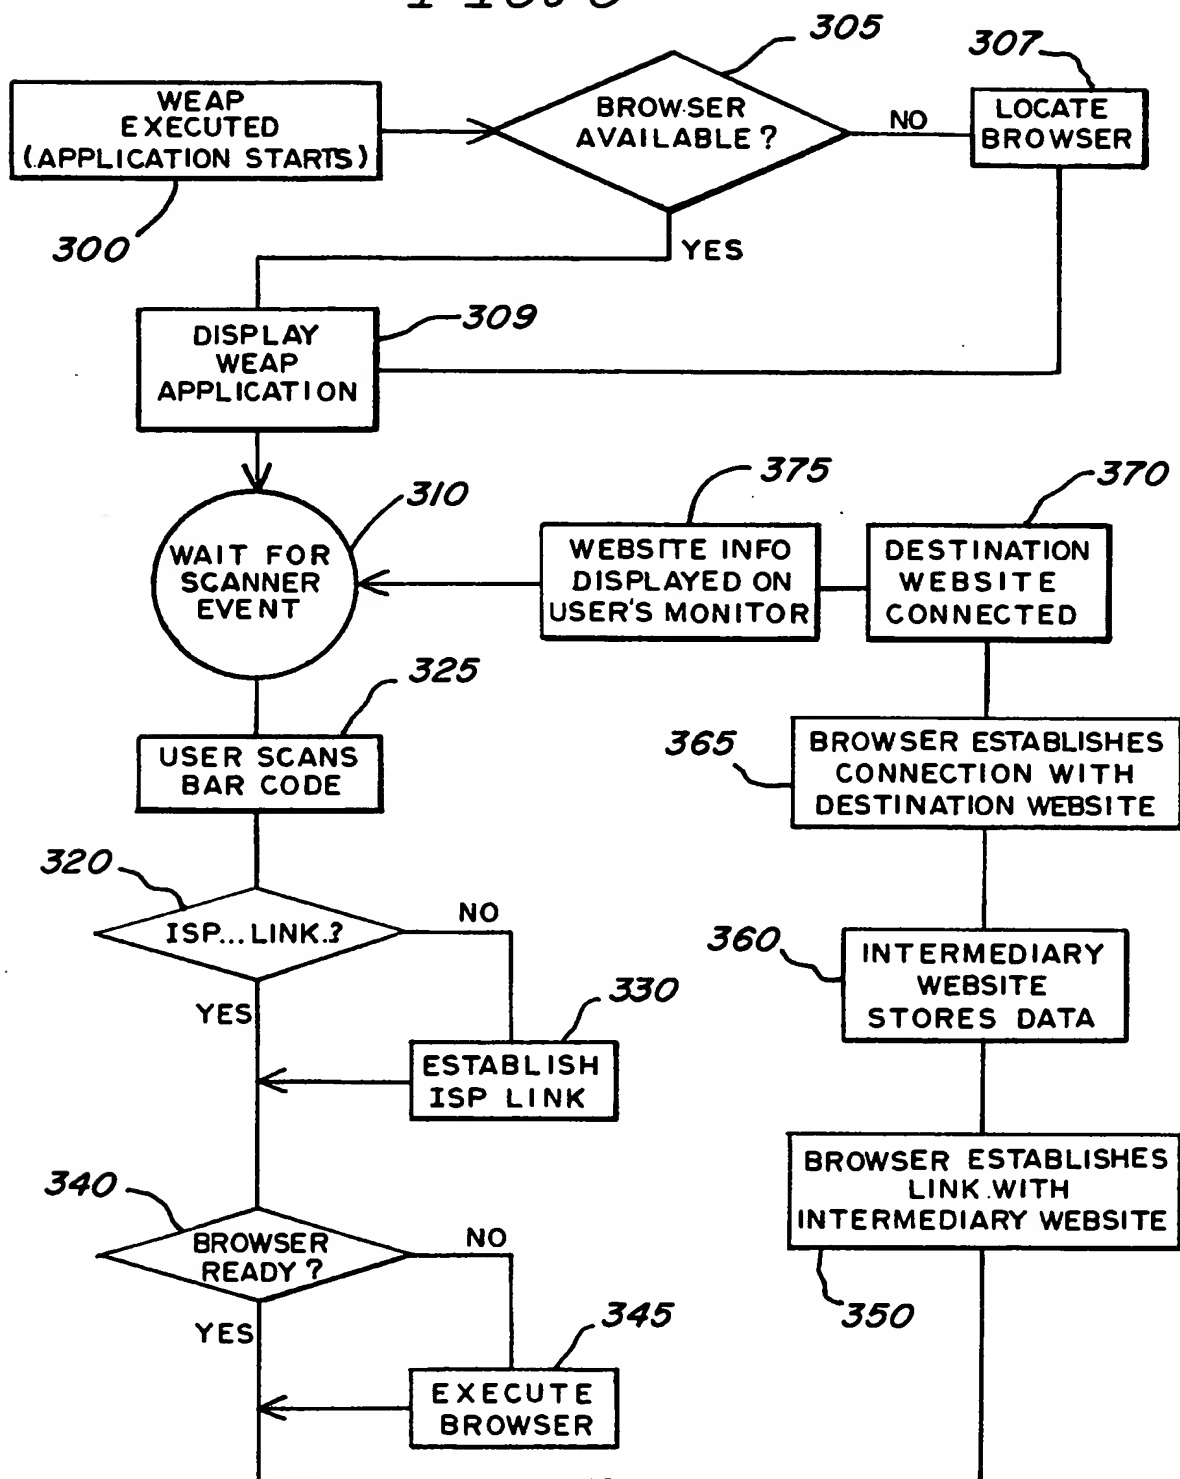 305
307
WEAP
EXECUTED
(.APPLICATION STARTS)
BROWSER
AVAILABLE?
NO
LOCATE
BROWSER
300
YES
309
DISPLAY
WEAP
APPLICATION
375
370
310
WAIT FOR
SCANNER
EVENT
WEBSITE INFO
DISPLAYED ON
USER'S MONITOR
DESTINATION
WEBSITE
CONNECTED
325
USER SCANS
BAR CODE
365
BROWSER ESTABLISHES
CONNECTION WITH
DESTINATION WEBSITE
320
ISP...LINK.?
NO
YES
360
INTERMEDIARY
WEBSITE
STORES DATA
330
ESTABLISH
ISP LINK
BROWSER ESTABLISHES
LINK.WITH
INTERMEDIARY WEBSITE
350
340
BROWSER
READY?
NO
YES
345
EXECUTE
BROWSER